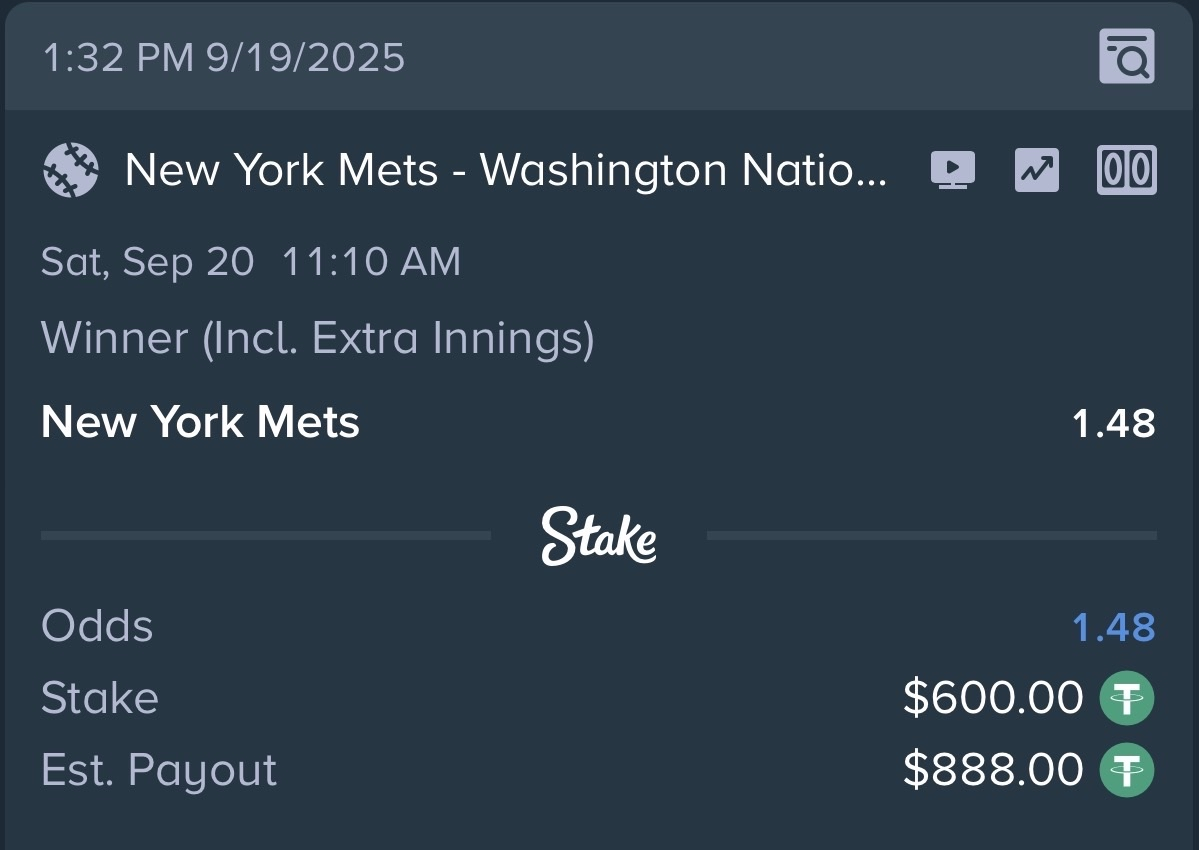 1:32 PM 9/19/2025
New York Mets - Washington Natio...
Sat, Sep 20 11:10 AM
Winner (Incl. Extra Innings)
New York Mets 1.48
Stake
Odds 1.48
Stake $600.00
Est. Payout $888.00